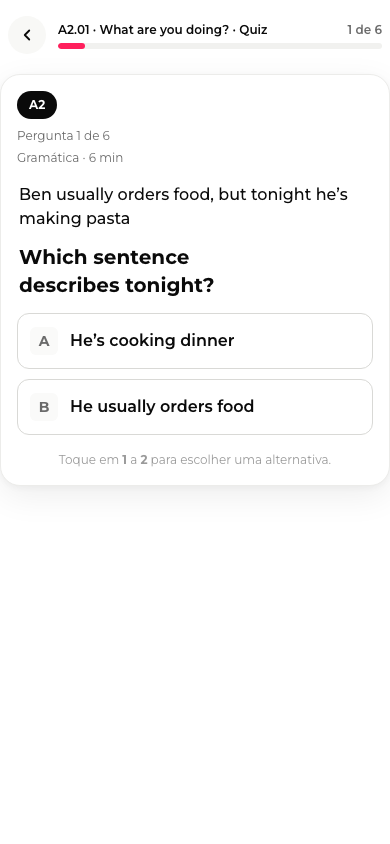 A2.01 · What are you doing? · Quiz
1 de 6
A2
Pergunta 1 de 6
Gramática · 6 min
Ben usually orders food, but tonight he’s
making pasta
Which sentence
describes tonight?
A He’s cooking dinner
B He usually orders food
Toque em 1 a 2 para escolher uma alternativa.